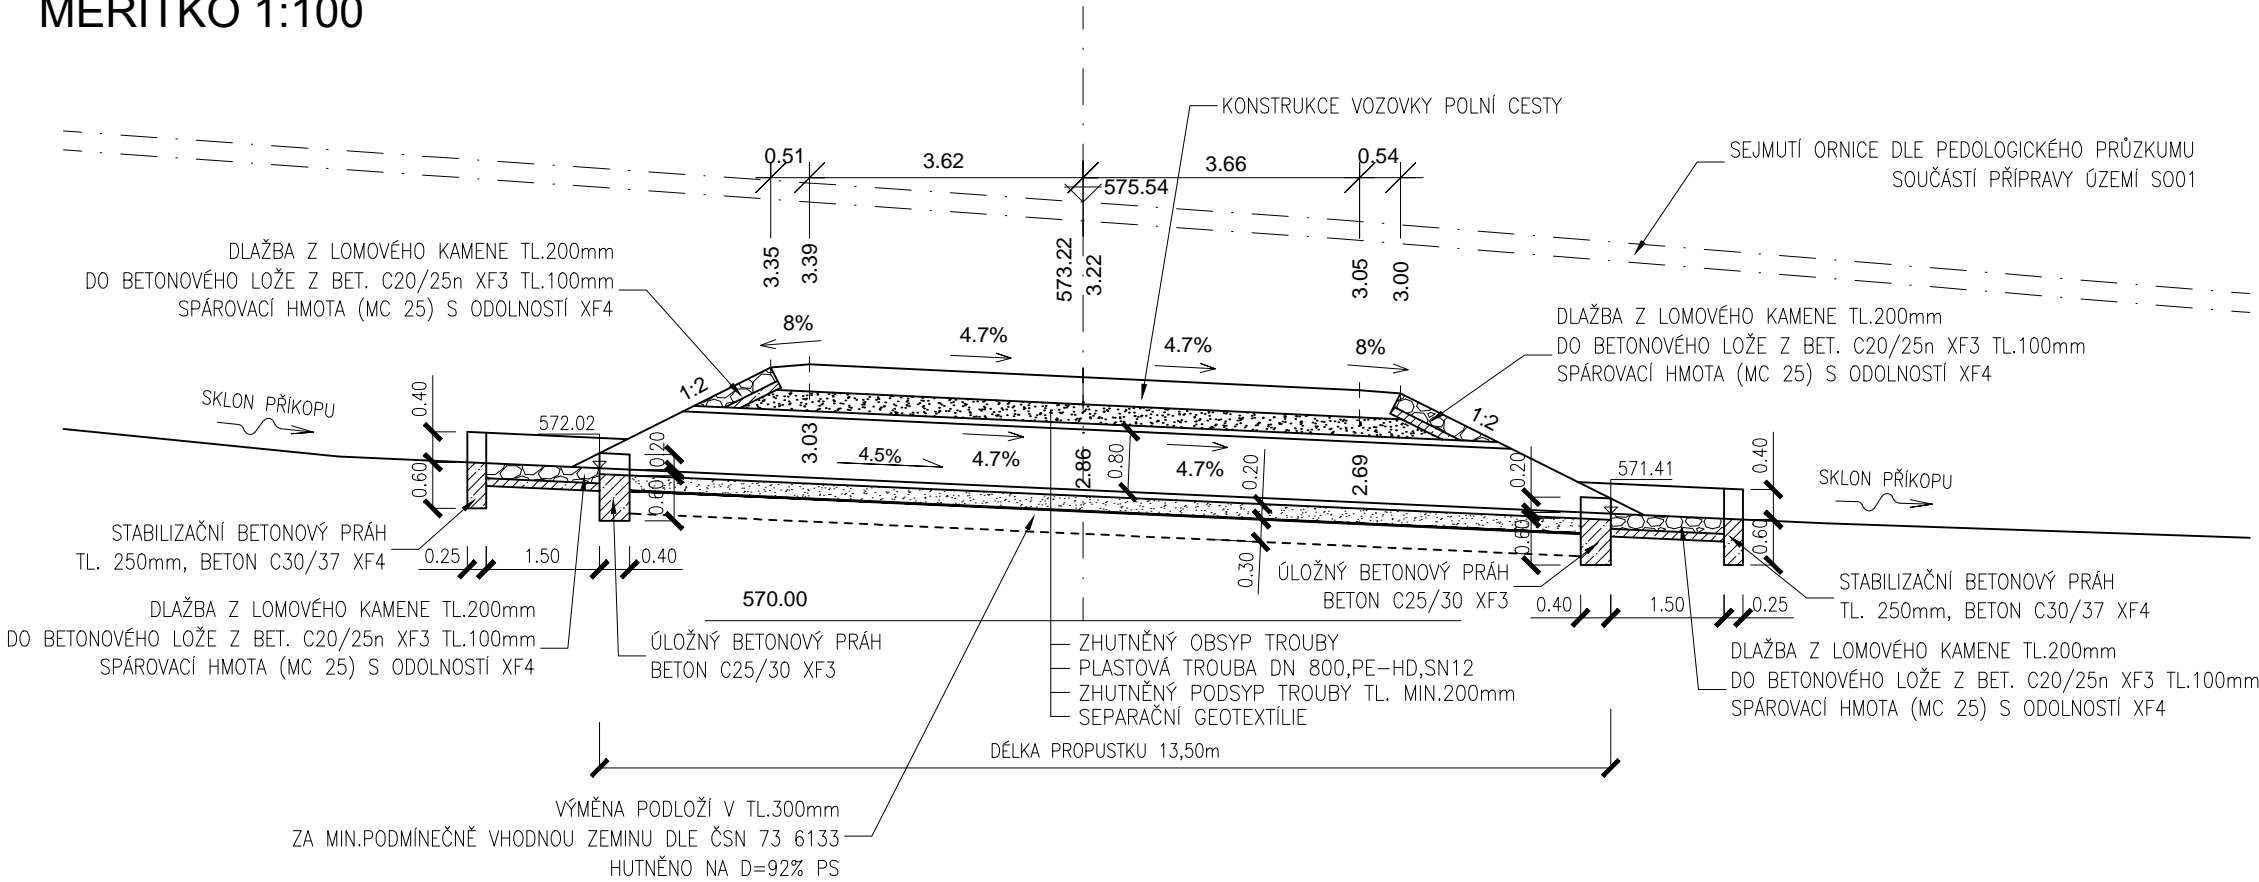 MĚŘÍTKO 1:100
KONSTRUKCE VOZOVKY POLNÍ CESTY
SEJMUTÍ ORNICE DLE PEDOLOGICKÉHO PRŮZKUMU
SOUČÁSTÍ PŘÍPRAVY ÚZEMÍ SO01
0.51
3.62
3.66
0.54
575.54
3.35
3.39
573.22
3.22
3.05
3.00
DLAŽBA Z LOMOVÉHO KAMENE TL.200mm
DO BETONOVÉHO LOŽE Z BET. C20/25n XF3 TL.100mm
SPÁROVACÍ HMOTA (MC 25) S ODOLNOSTÍ XF4
DLAŽBA Z LOMOVÉHO KAMENE TL.200mm
DO BETONOVÉHO LOŽE Z BET. C20/25n XF3 TL.100mm
SPÁROVACÍ HMOTA (MC 25) S ODOLNOSTÍ XF4
8%
4.7%
4.7%
8%
1:2
1:2
SKLON PŘÍKOPU
0.40
0.60
572.02
0.20
0.60
3.03
4.5%
4.7%
2.86
0.80
4.7%
0.20
2.69
0.30
0.20
0.60
571.41
0.40
0.60
SKLON PŘÍKOPU
STABILIZAČNÍ BETONOVÝ PRÁH
TL. 250mm, BETON C30/37 XF4
0.25
1.50
0.40
ÚLOŽNÝ BETONOVÝ PRÁH
BETON C25/30 XF3
0.40
1.50
0.25
STABILIZAČNÍ BETONOVÝ PRÁH
TL. 250mm, BETON C30/37 XF4
570.00
DLAŽBA Z LOMOVÉHO KAMENE TL.200mm
DO BETONOVÉHO LOŽE Z BET. C20/25n XF3 TL.100mm
SPÁROVACÍ HMOTA (MC 25) S ODOLNOSTÍ XF4
ÚLOŽNÝ BETONOVÝ PRÁH
BETON C25/30 XF3
ZHUTNĚNÝ OBSYP TROUBY
PLASTOVÁ TROUBA DN 800,PE-HD,SN12
ZHUTNĚNÝ PODSYP TROUBY TL. MIN.200mm
SEPARAČNÍ GEOTEXTÍLIE
DLAŽBA Z LOMOVÉHO KAMENE TL.200mm
DO BETONOVÉHO LOŽE Z BET. C20/25n XF3 TL.100mm
SPÁROVACÍ HMOTA (MC 25) S ODOLNOSTÍ XF4
DÉLKA PROPUSTKU 13,50m
VÝMĚNA PODLOŽÍ V TL.300mm
ZA MIN.PODMÍNEČNĚ VHODNOU ZEMINU DLE ČSN 73 6133
HUTNĚNO NA D=92% PS